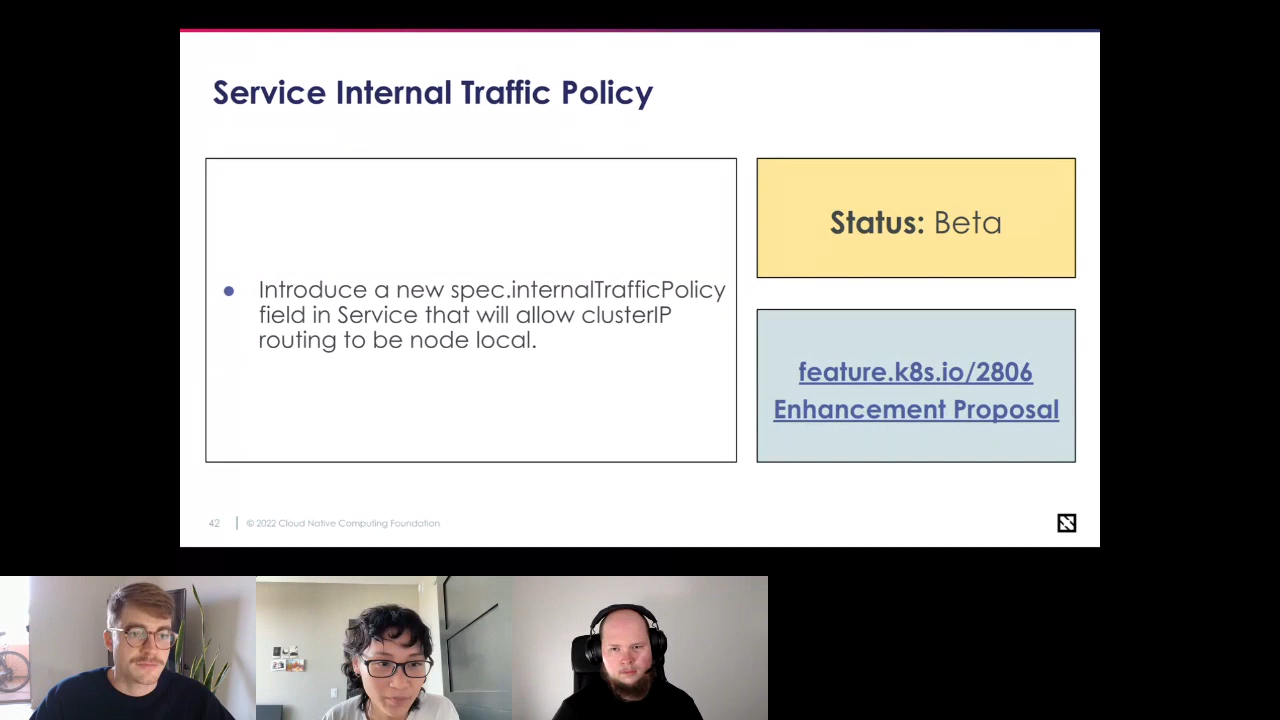 Service Internal Traffic Policy
● Introduce a new spec.internalTrafficPolicy
field in Service that will allow clusterIP
routing to be node local.
Status: Beta
feature.k8s.io/2806
Enhancement Proposal
42 | © 2022 Cloud Native Computing Foundation